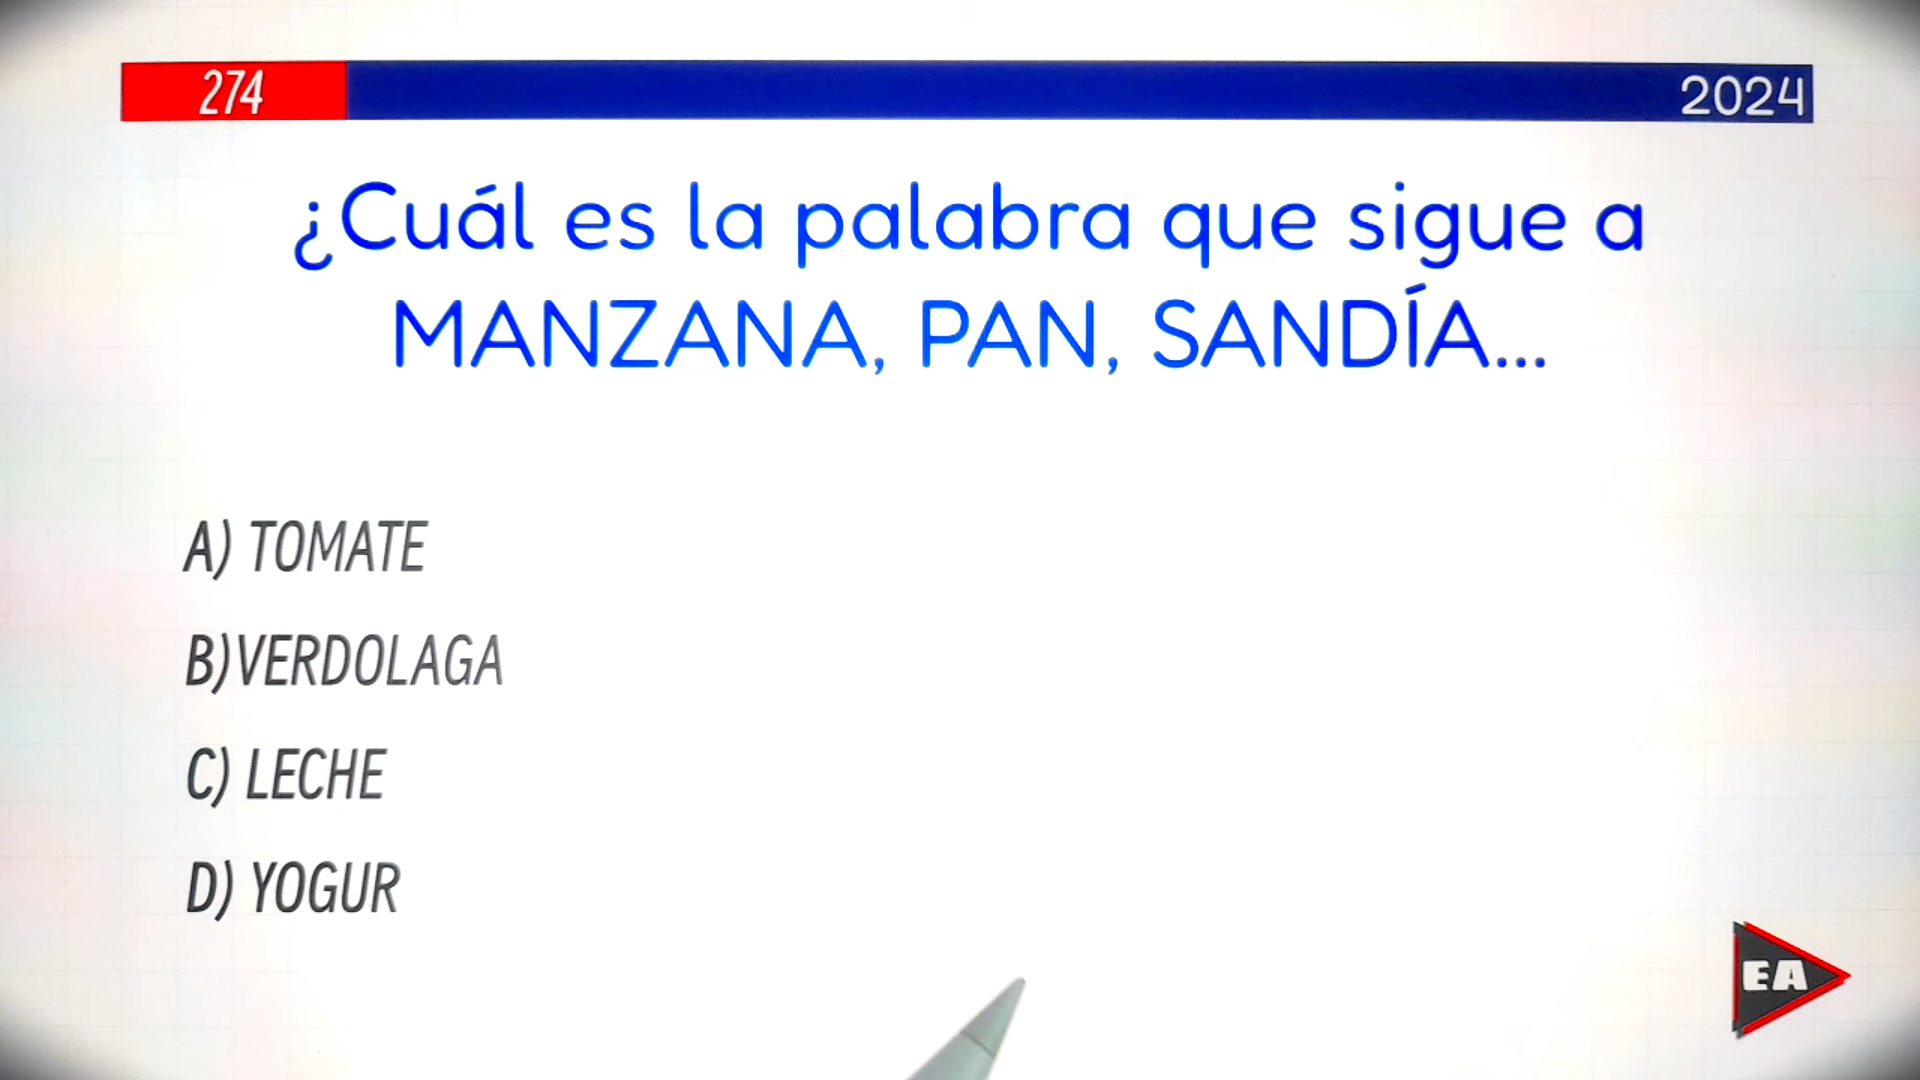 274
2024
¿Cuál es la palabra que sigue a
MANZANA, PAN, SANDÍA...
A) TOMATE
B)VERDOLAGA
C) LECHE
D) YOGUR
EA